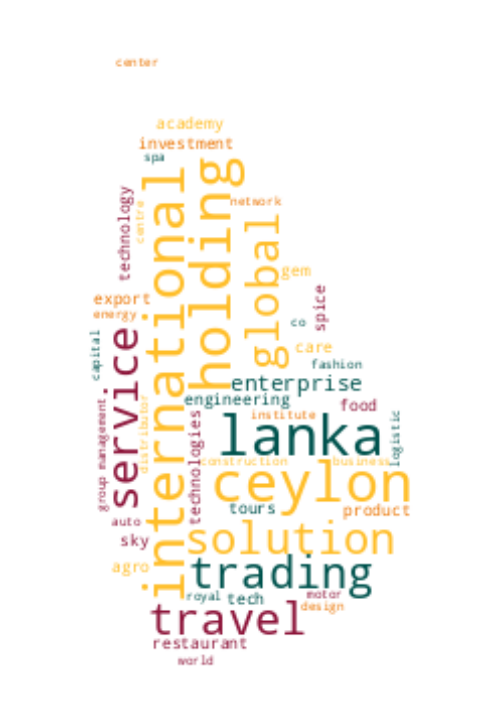 center
academy
investment
spa
international
holding
technology
centre
network
global
gem
export
energy
spice
co
capital
service
care
fashion
enterprise
engineering
distributor
group management
food
institute
lanka
logistic
technologies
construction
business
ceylon
tours
product
auto
sky
solution
agro
trading
royal
tech
motor
design
travel
restaurant
world